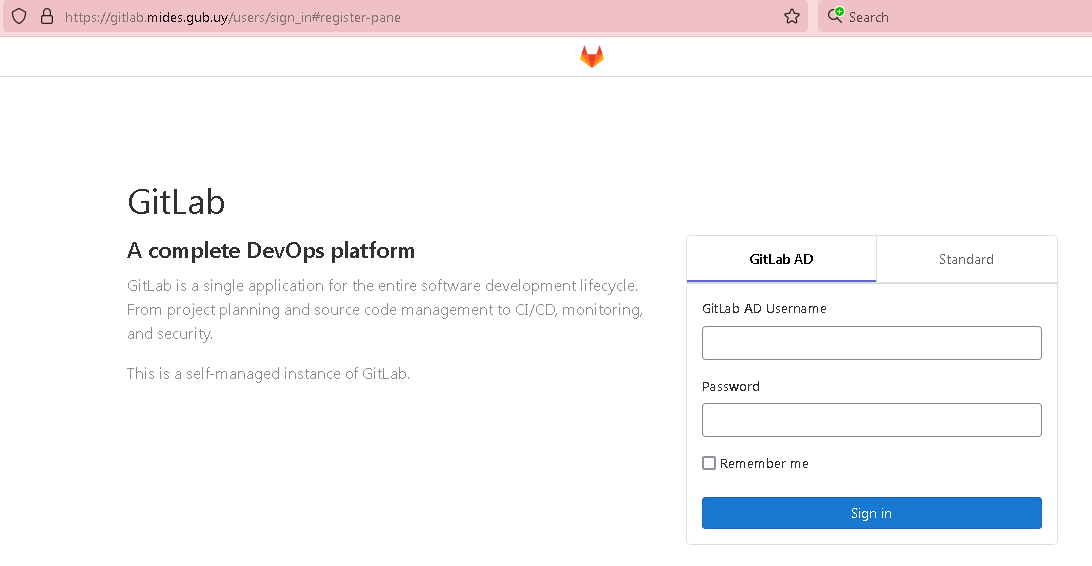 https://gitlab.mides.gub.uy/users/sign_in#register-pane
Search
GitLab
A complete DevOps platform
GitLab is a single application for the entire software development lifecycle.
From project planning and source code management to CI/CD, monitoring,
and security.
This is a self-managed instance of GitLab.
GitLab AD
Standard
GitLab AD Username
Password
Remember me
Sign in